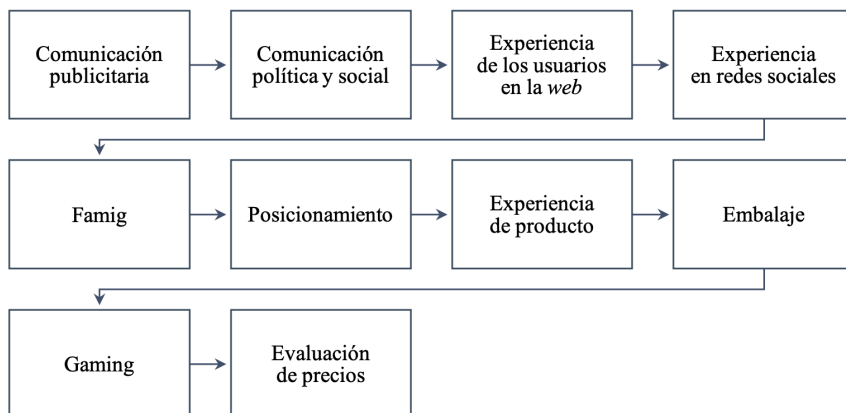 Comunicación
publicitaria
Comunicación
política y social
Experiencia
de los usuarios
en la web
Experiencia
en redes sociales
Famig
Posicionamiento
Experiencia
de producto
Embalaje
Gaming
Evaluación
de precios